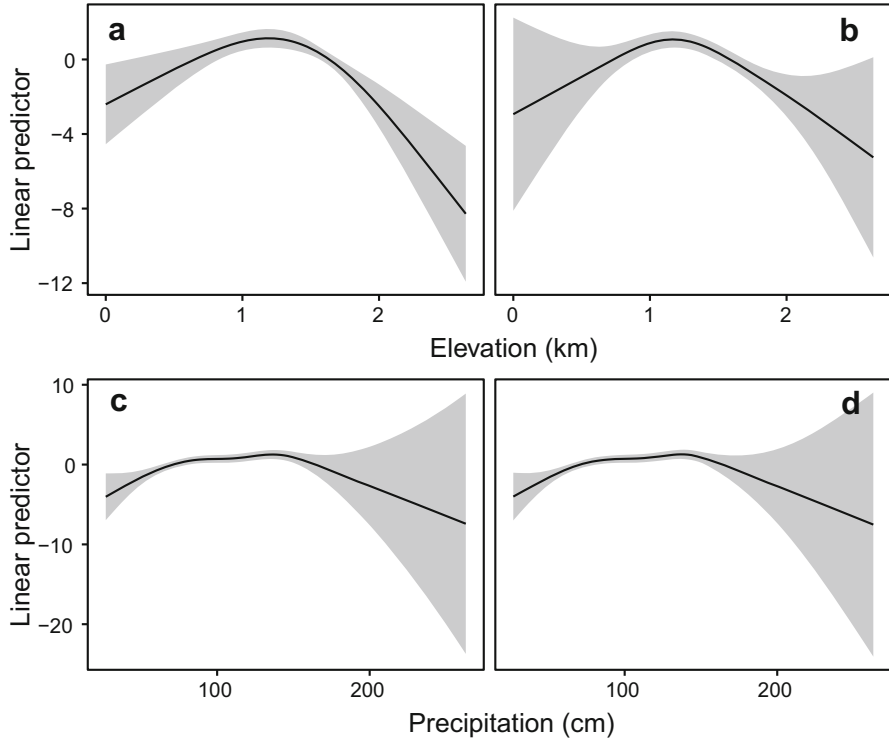 a
b
Linear predictor
0
−4
−8
−12
0
1
2
0
1
2
Elevation (km)
c
d
Linear predictor
10
0
−10
−20
100
200
100
200
Precipitation (cm)